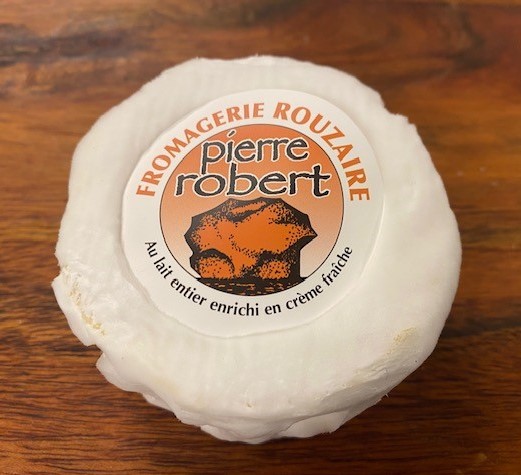 FROMAGERIE ROUZAIRE
pierre
robert
Au lait entier enrichi en crème fraîche